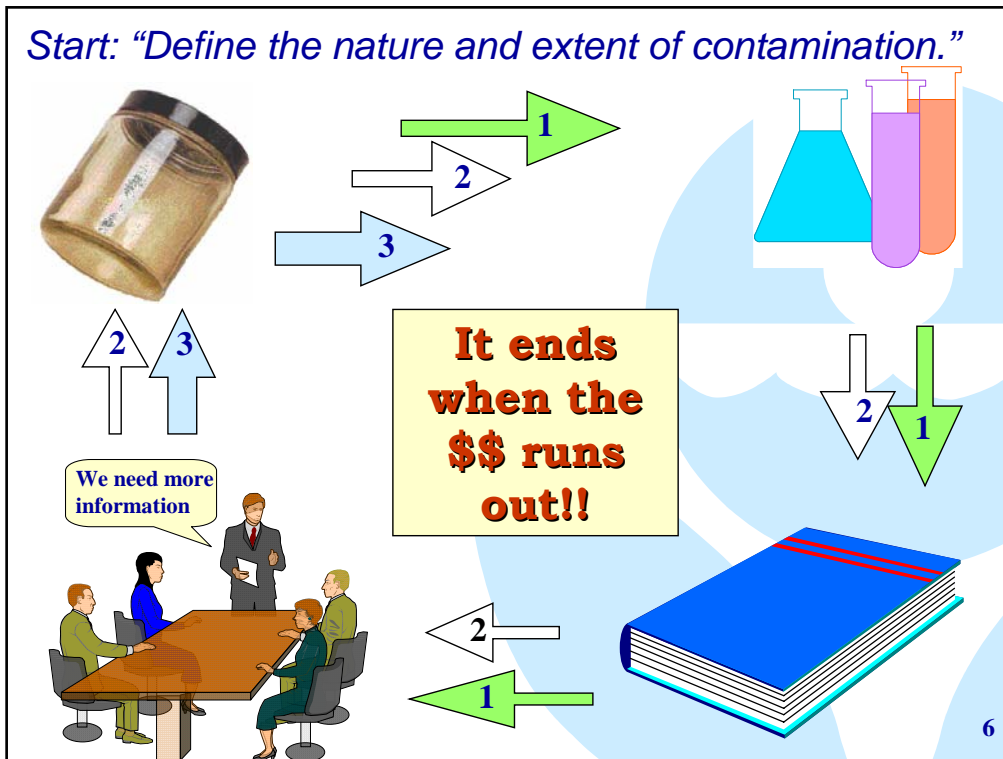 Start: “Define the nature and extent of contamination.”
1
2
3
2
3
It ends
when the
$$ runs
out!!
2
1
We need more
information
2
1
6